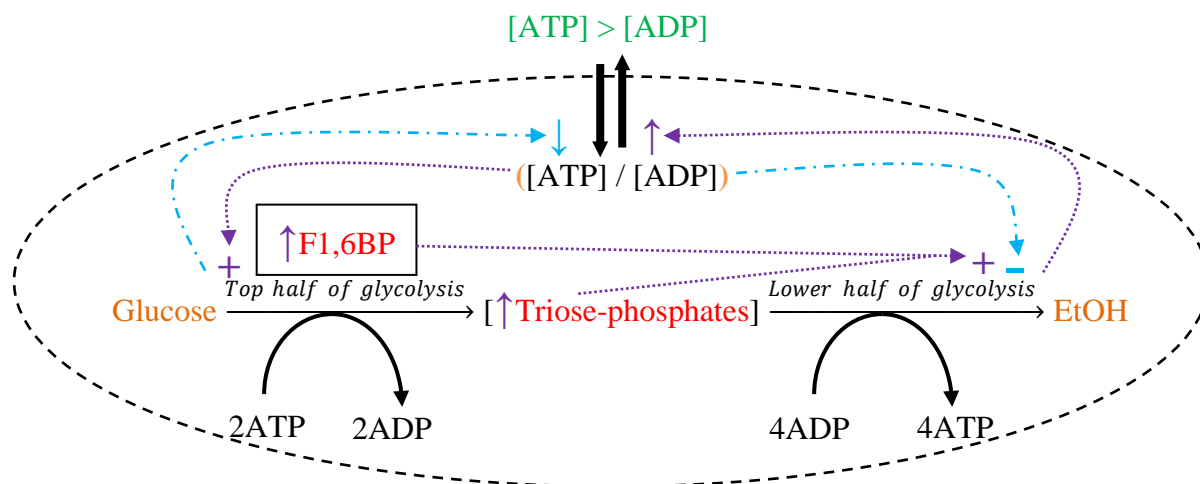 [ATP] > [ADP]
↓ ↑
([ATP] / [ADP])
↑F1,6BP
+ + −
Top half of glycolysis Lower half of glycolysis
Glucose [↑Triose-phosphates] EtOH
2ATP 2ADP 4ADP 4ATP